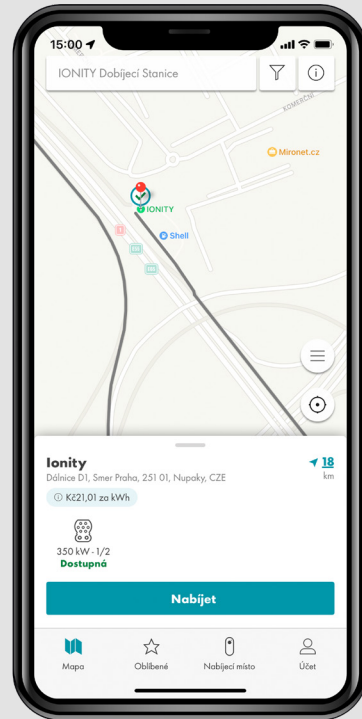 15:00
IONITY Dobíjecí Stanice
KOMERČNÍ
Mironet.cz
IONITY
Shell
Ionity
18
km
Dálnice D1, Smer Praha, 251 01, Nupaky, CZE
Kč21,01 za kWh
350 kW · 1/2
Dostupná
Nabíjet
Mapa
Oblíbené
Nabíjecí místo
Účet